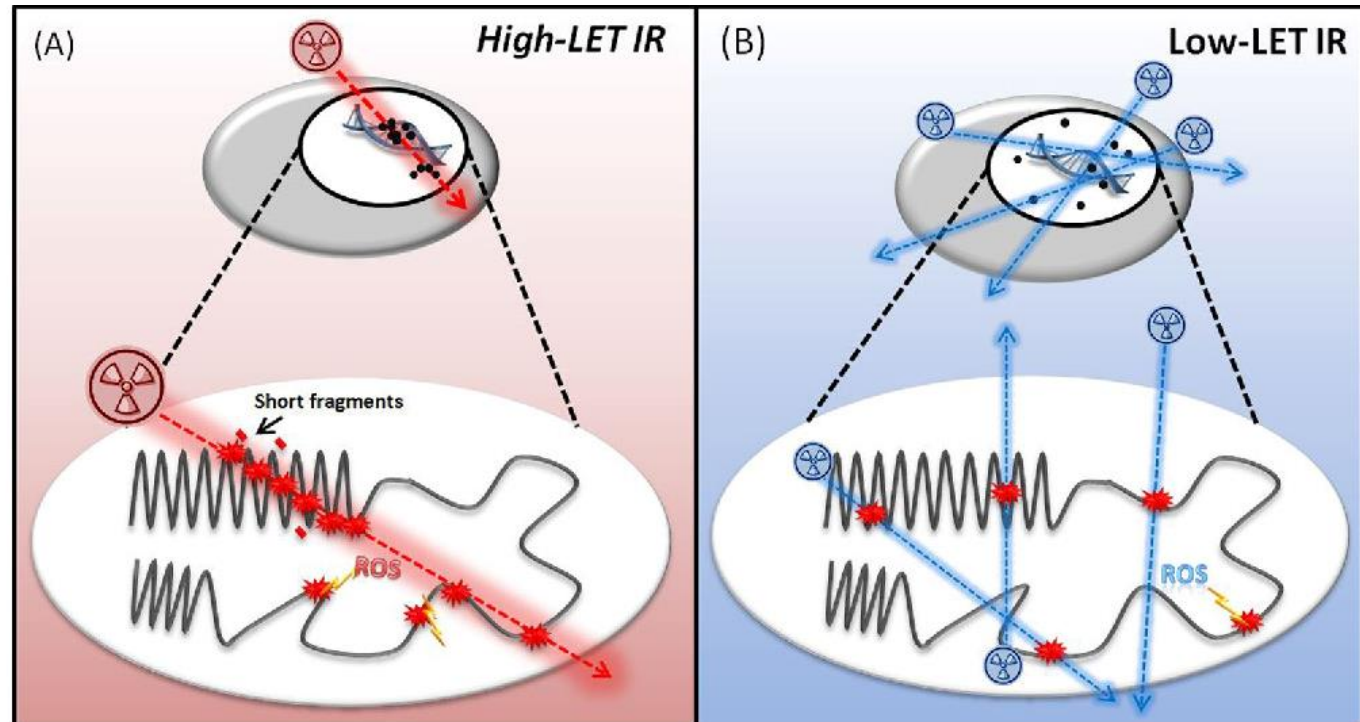 (A)
High-LET IR
(B)
Low-LET IR
Short fragments
ROS
ROS